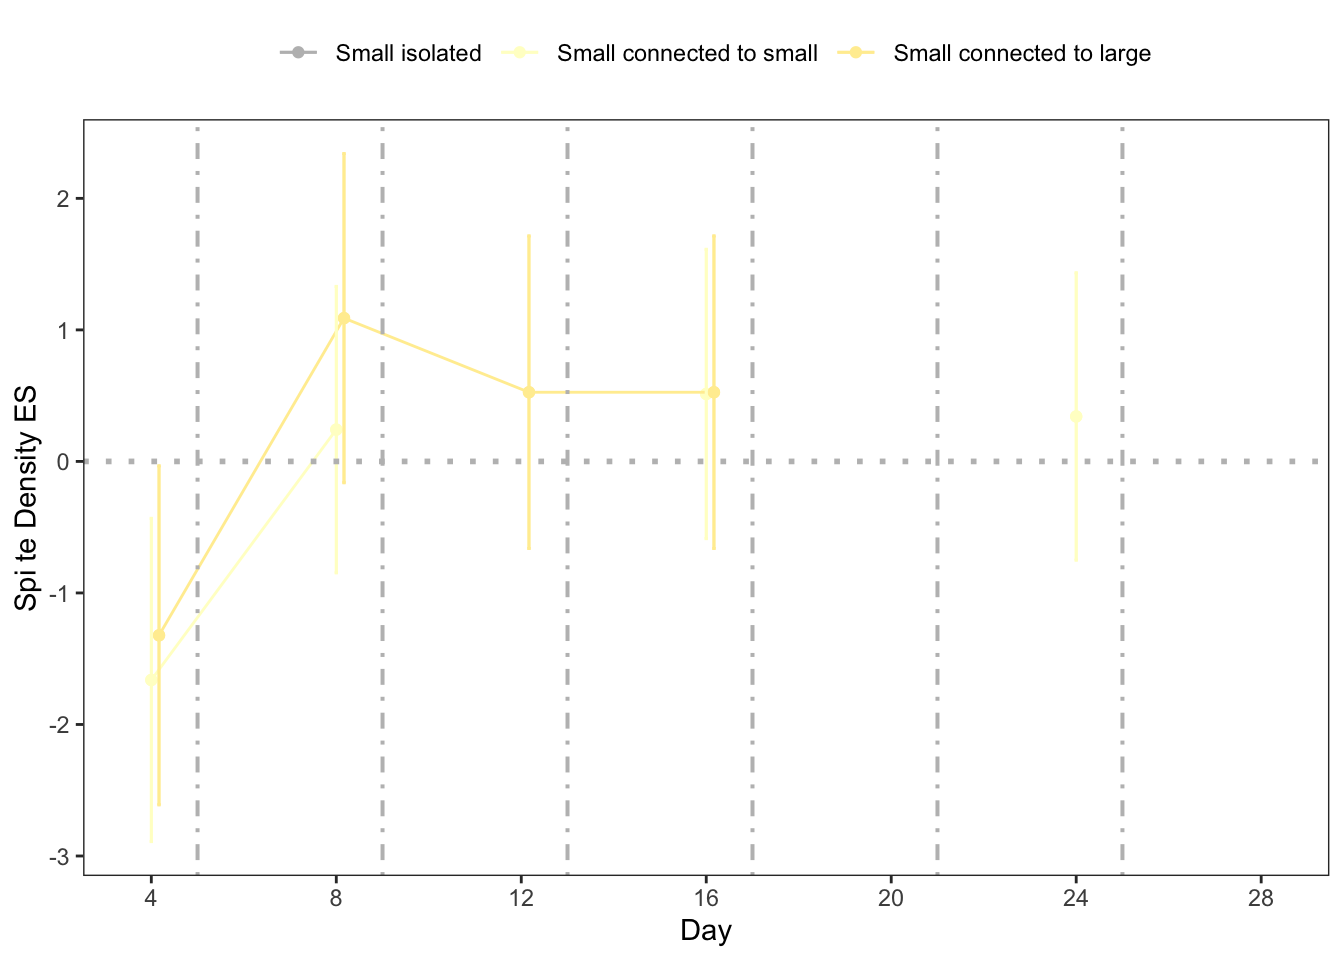 Small isolated Small connected to small Small connected to large
2
1
0
-1
-2
-3
Spi te Density ES
4 8 12 16 20 24 28
Day